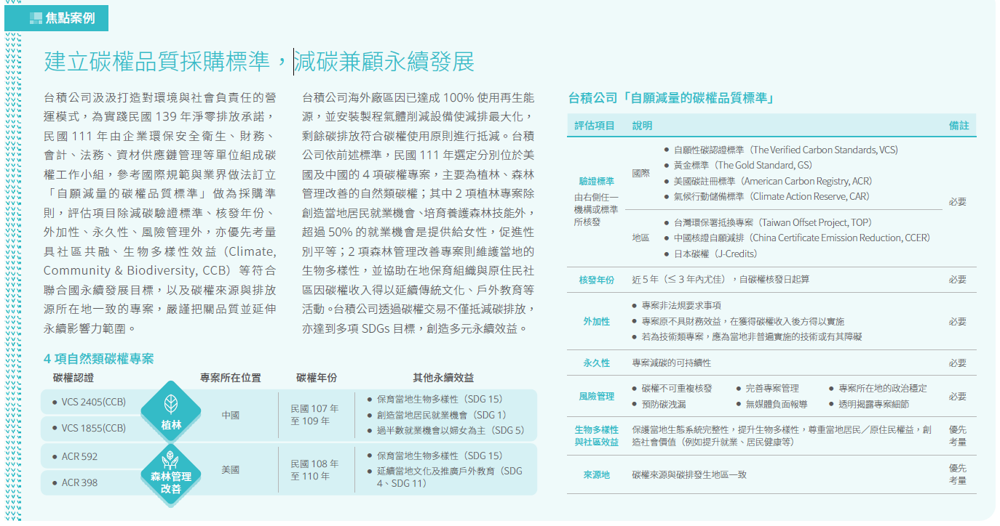 焦點案例
建立碳權品質採購標準，減碳兼顧永續發展
台積公司汲汲打造對環境與社會負責任的營
運模式，為實踐民國 139 年淨零排放承諾，
民國 111 年由企業環保安全衛生、財務、
會計、法務、資材供應鏈管理等單位組成碳
權工作小組，參考國際規範與業界做法訂立
「自願減量的碳權品質標準」做為採購準
則，評估項目除減碳驗證標準、核發年份、
外加性、永久性、風險管理外，亦優先考量
具社區共融、生物多樣性效益（Climate,
Community & Biodiversity, CCB）等符合
聯合國永續發展目標，以及碳權來源與排放
源所在地一致的專案，嚴謹把關品質並延伸
永續影響力範圍。
台積公司海外廠區因已達成 100% 使用再生能
源，並安裝製程氣體削減設備使減排最大化，
剩餘碳排放符合碳權使用原則進行抵減。台積
公司依前述標準，民國 111 年選定分別位於美
國及中國的 4 項碳權專案，主要為植林、森林
管理改善的自然類碳權；其中 2 項植林專案除
創造當地居民就業機會、培育養護森林技能外，
超過 50% 的就業機會是提供給女性，促進性
別平等；2 項森林管理改善專案則維護當地的
生物多樣性，並協助在地保育組織與原住民社
區因碳權收入得以延續傳統文化、戶外教育等
活動。台積公司透過碳權交易不僅抵減碳排放，
亦達到多項 SDGs 目標，創造多元永續效益。
4 項自然類碳權專案
碳權認證 專案所在位置 碳權年份 其他永續效益
● VCS 2405(CCB)
● VCS 1855(CCB)
植林
中國
民國 107 年
至 109 年
● 保育當地生物多樣性（SDG 15）
● 創造當地居民就業機會（SDG 1）
● 過半數就業機會以婦女為主（SDG 5）
● ACR 592
● ACR 398
森林管理
改善
美國
民國 108 年
至 110 年
● 保育當地生物多樣性（SDG 15）
● 延續當地文化及推廣戶外教育（SDG
4、SDG 11）
台積公司「自願減量的碳權品質標準」
評估項目 說明 備註
驗證標準
由右側任一
機構或標準
所核發
國際
● 自願性碳認證標準（The Verified Carbon Standards, VCS)
● 黃金標準（The Gold Standard, GS）
● 美國碳註冊標準（American Carbon Registry, ACR）
● 氣候行動儲備標準（Climate Action Reserve, CAR）
地區
● 台灣環保署抵換專案（Taiwan Offset Project, TOP）
● 中國核證自願減排（China Certificate Emission Reduction, CCER）
● 日本碳權（J-Credits）
必要
核發年份 近 5 年（≤ 3 年內尤佳），自碳權核發日起算 必要
外加性
● 專案非法規要求事項
● 專案原不具財務效益，在獲得碳權收入後方得以實施
● 若為技術類專案，應為當地非普遍實施的技術或有其障礙
必要
永久性 專案減碳的可持續性 必要
風險管理
● 碳權不可重複核發 ● 完善專案管理 ● 專案所在地的政治穩定
● 預防碳洩漏 ● 無媒體負面報導 ● 透明揭露專案細節
必要
生物多樣性
與社區效益
保護當地生態系統完整性，提升生物多樣性，尊重當地居民／原住民權益，創
造社會價值（例如提升就業、居民健康等）
優先
考量
來源地 碳權來源與碳排發生地區一致
優先
考量